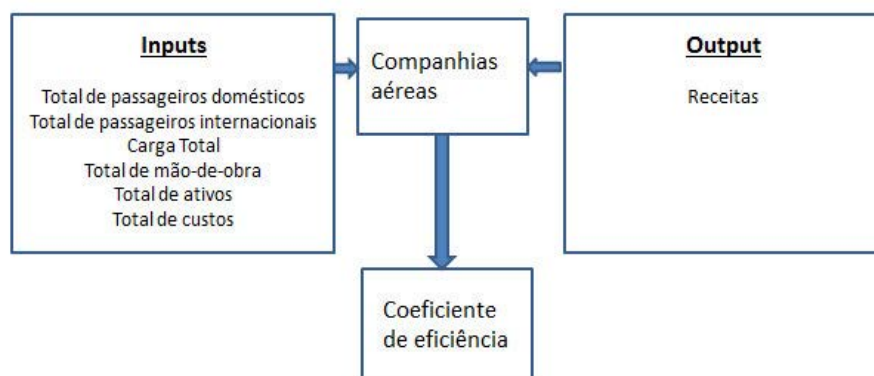 Inputs
Total de passageiros domésticos
Total de passageiros internacionais
Carga Total
Total de mão-de-obra
Total de ativos
Total de custos
Companhias
aéreas
Output
Receitas
Coeficiente
de eficiência